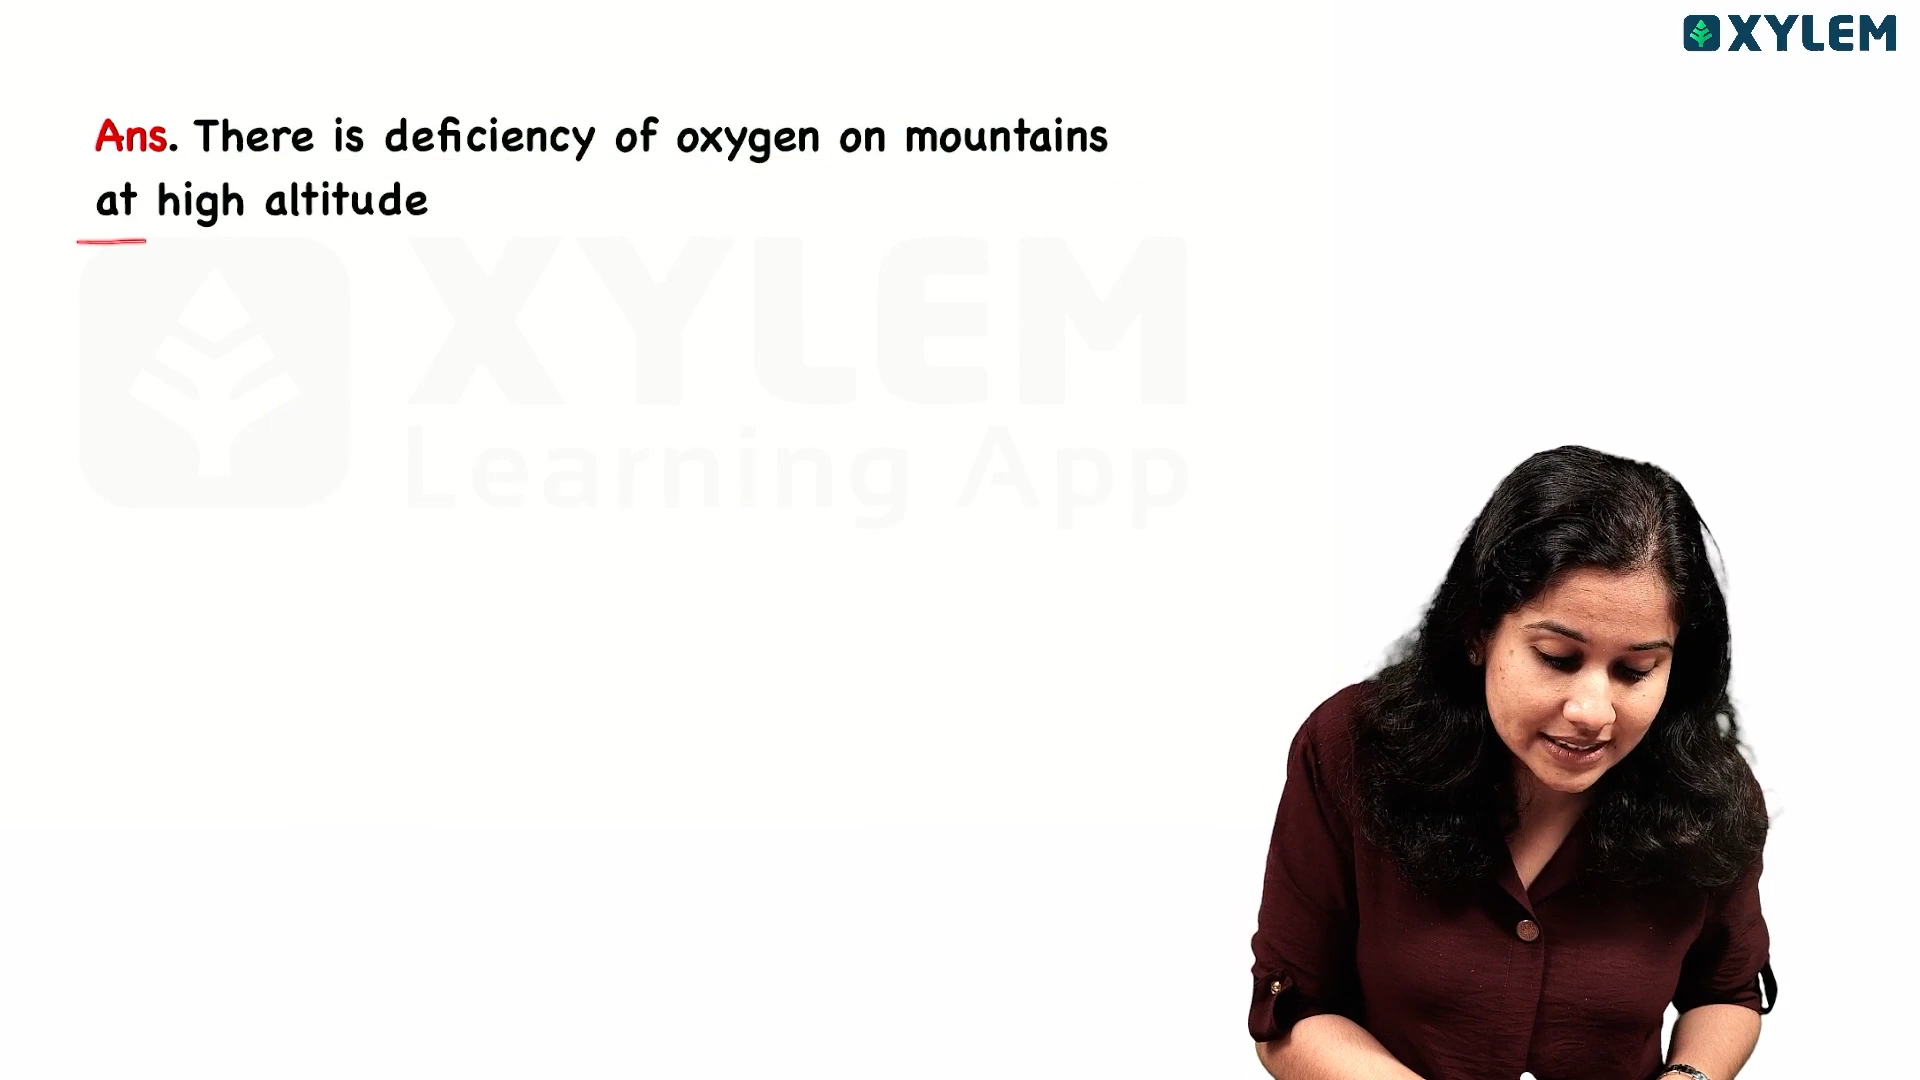 XYLEM
Ans. There is deficiency of oxygen on mountains
at high altitude
XYLEM
Learning App